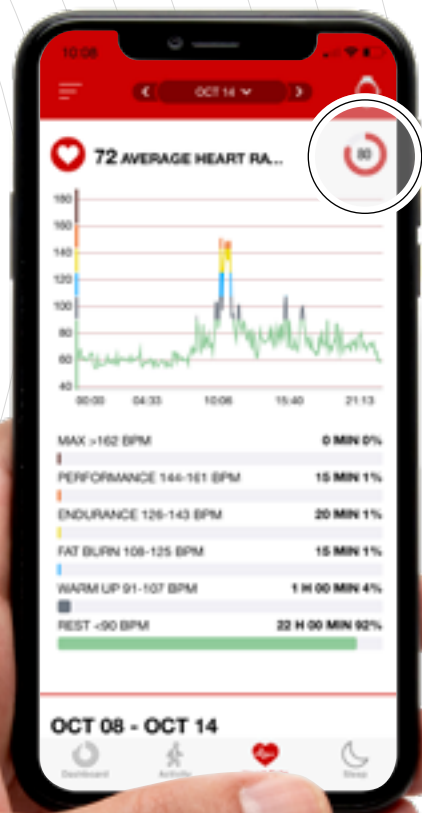 10:08
OCT 14
72 AVERAGE HEART RA...
80
180
160
140
120
100
80
60
40
00:00 04:33 10:06 15:40 21:13
MAX >162 BPM 0 MIN 0%
PERFORMANCE 144-161 BPM 15 MIN 1%
ENDURANCE 126-143 BPM 20 MIN 1%
FAT BURN 108-125 BPM 15 MIN 1%
WARM UP 91-107 BPM 1 H 00 MIN 4%
REST <90 BPM 22 H 00 MIN 92%
OCT 08 - OCT 14
Dashboard Activity Sleep